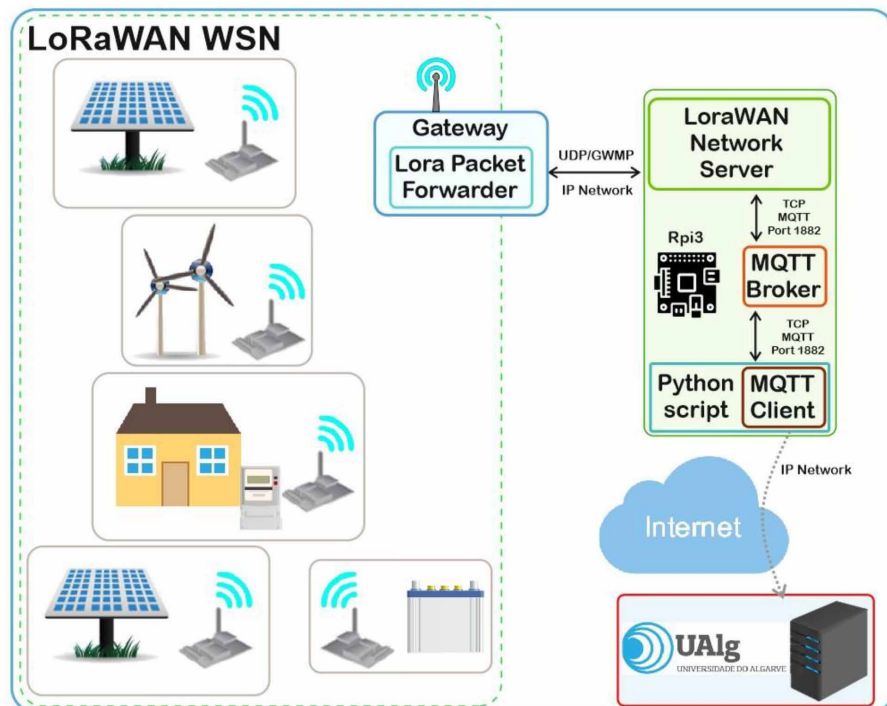 LoRaWAN WSN
Gateway
Lora Packet
Forwarder
UDP/GWMP
IP Network
LoraWAN
Network
Server
TCP
MQTT
Port 1882
Rpi3
MQTT
Broker
TCP
MQTT
Port 1882
Python
script
MQTT
Client
IP Network
Internet
UAlg
UNIVERSIDADE DO ALGARVE